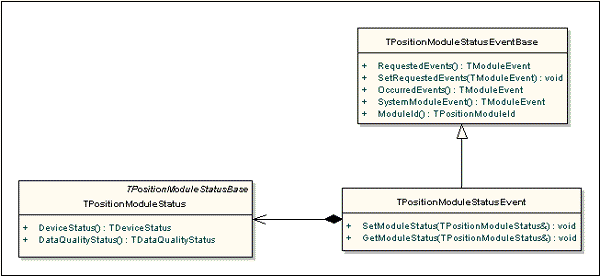 TPositionModuleStatusEventBase
+ RequestedEvents() : TModuleEvent
+ SetRequestedEvents(TModuleEvent) : void
+ OccurredEvents() : TModuleEvent
+ SystemModuleEvent() : TModuleEvent
+ ModuleId() : TPositionModuleId
TPositionModuleStatusBase
TPositionModuleStatus
+ DeviceStatus() : TDeviceStatus
+ DataQualityStatus() : TDataQualityStatus
TPositionModuleStatusEvent
+ SetModuleStatus(TPositionModuleStatus&) : void
+ GetModuleStatus(TPositionModuleStatus&) : void